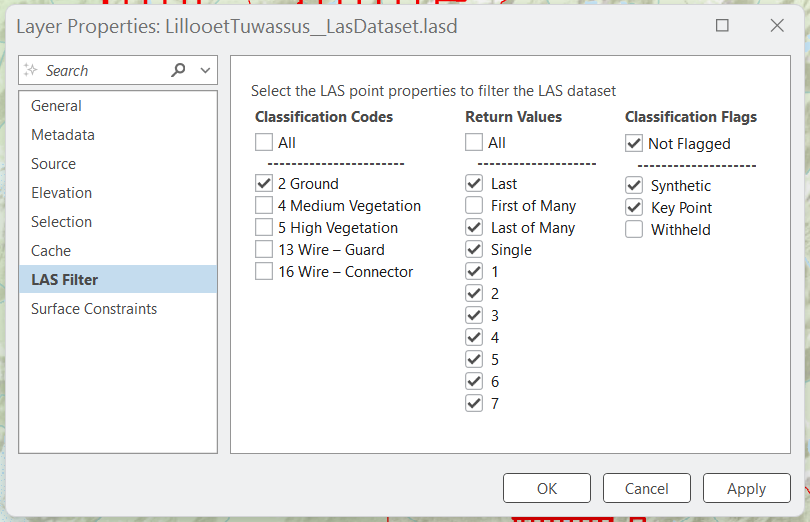 Layer Properties: LillooetTuwassus__LasDataset.lasd
Search
General
Metadata
Source
Elevation
Selection
Cache
LAS Filter
Surface Constraints
Select the LAS point properties to filter the LAS dataset
Classification Codes
All
-----------------------
2 Ground
4 Medium Vegetation
5 High Vegetation
13 Wire – Guard
16 Wire – Connector
Return Values
All
--------------------
Last
First of Many
Last of Many
Single
1
2
3
4
5
6
7
Classification Flags
Not Flagged
--------------------
Synthetic
Key Point
Withheld
OK
Cancel
Apply